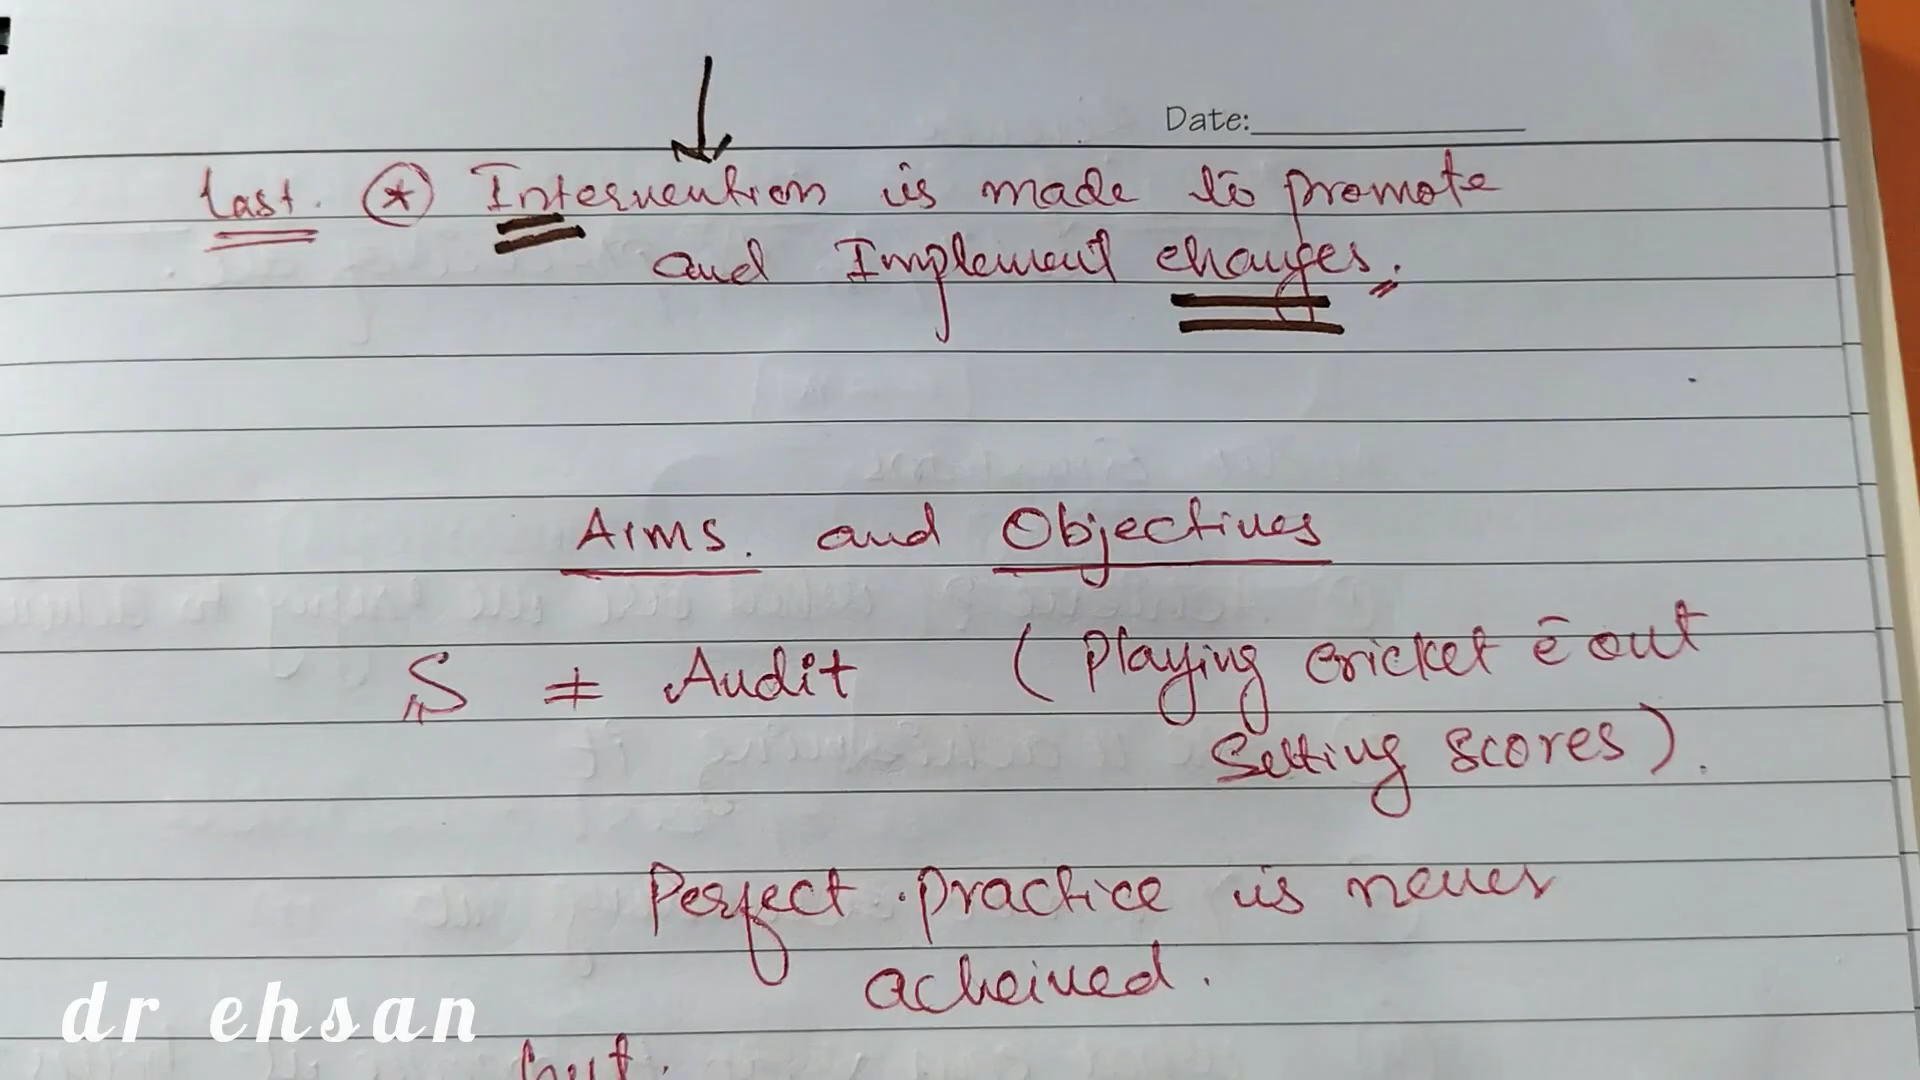 Date:
last. * Intervention is made to promote
and Implement changes.
Aims. and Objectives
S ≠ Audit (Playing cricket c̄ out
Setting scores).
Perfect practice is never
acheived.
but.
dr ehsan